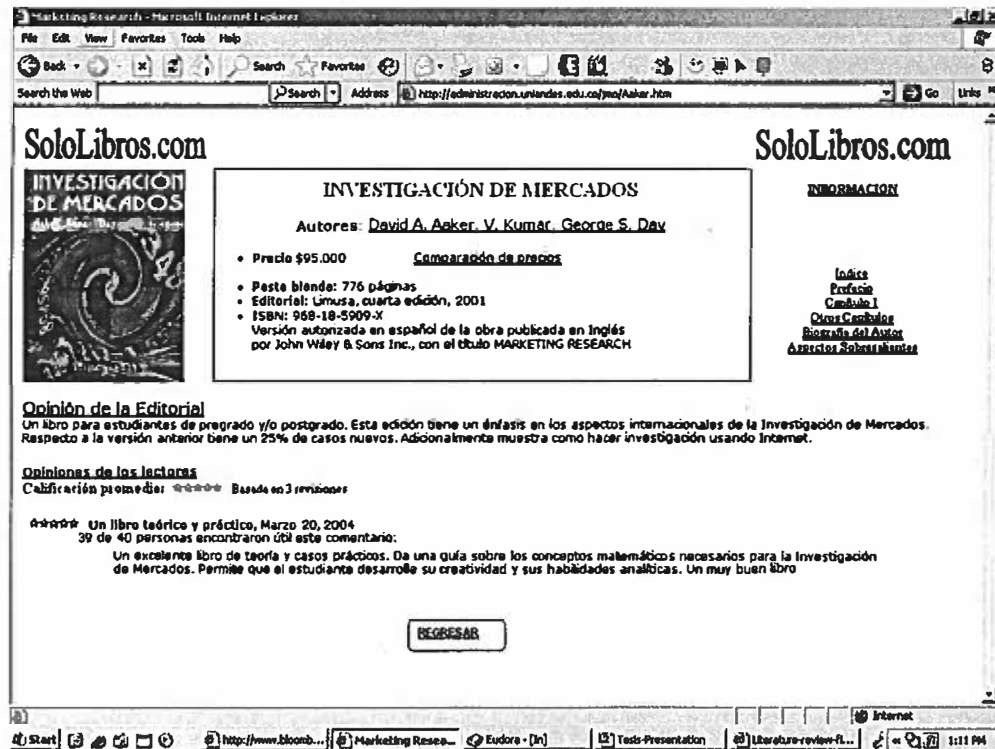 Marketing Research - Microsoft Internet Explorer
File Edit View Favorites Tools Help
Back Search Favorites
Search the Web Search Address http://administracion.uniandes.edu.co/jmo/Aaker.htm Go Links
SoloLibros.com SoloLibros.com
INVESTIGACIÓN
DE MERCADOS
INVESTIGACIÓN DE MERCADOS
INFORMACION
Autores: David A. Aaker, V. Kumar, George S. Day
• Precio $95.000 Comparación de precios
• Pasta blanda: 776 páginas
• Editorial: Limusa, cuarta edición, 2001
• ISBN: 968-18-5909-X
Versión autorizada en español de la obra publicada en Inglés
por John Wiley & Sons Inc., con el título MARKETING RESEARCH
Indice
Prefacio
Capítulo 1
Otros Capítulos
Biografía del Autor
Aspectos Sobresalientes
Opinión de la Editorial
Un libro para estudiantes de pregrado y/o postgrado. Esta edición tiene un énfasis en los aspectos internacionales de la Investigación de Mercados.
Respecto a la versión anterior tiene un 25% de casos nuevos. Adicionalmente muestra como hacer investigación usando Internet.
Opiniones de los lectores
Calificación promedio: ☆☆☆☆☆ Basada en 3 revisiones
☆☆☆☆☆ Un libro teórico y práctico, Marzo 20, 2004
39 de 40 personas encontraron útil este comentario:
Un excelente libro de teoría y casos prácticos. Da una guía sobre los conceptos matemáticos necesarios para la Investigación
de Mercados. Permite que el estudiante desarrolle su creatividad y sus habilidades analíticas. Un muy buen libro
REGRESAR
Internet
Start http://www.bloomb... Marketing Resea... Eudora - [In] Tesis-Presentation Literature-review-fi... 1:11 PM